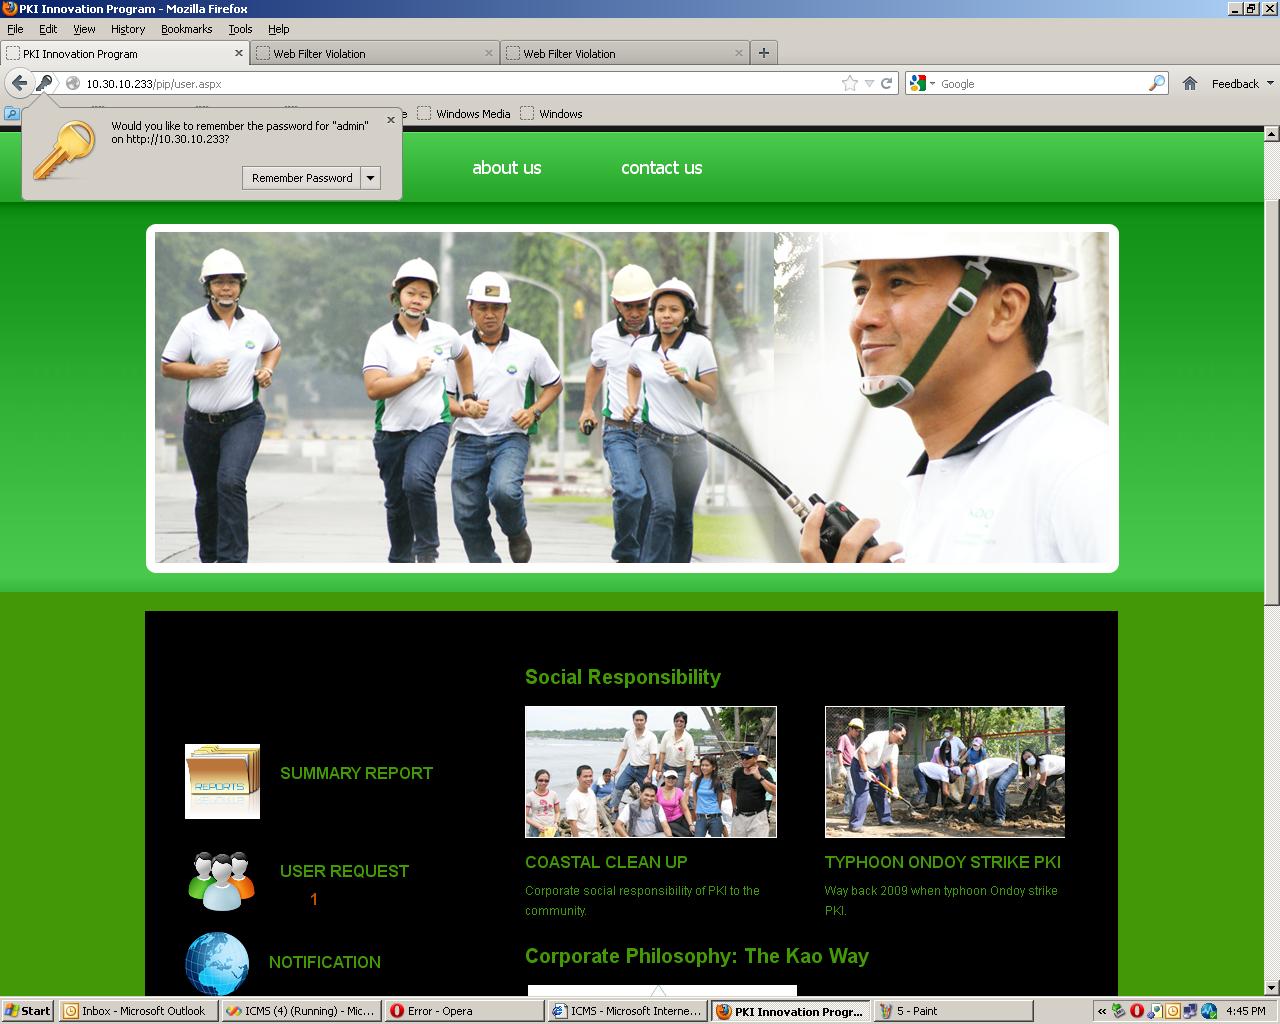 PKI Innovation Program - Mozilla Firefox
File Edit View History Bookmarks Tools Help
PKI Innovation Program
Web Filter Violation
Web Filter Violation
10.30.10.233/pip/user.aspx
Google
Feedback
Windows Media
Windows
Would you like to remember the password for "admin"
on http://10.30.10.233?
Remember Password
about us
contact us
Social Responsibility
REPORTS
SUMMARY REPORT
COASTAL CLEAN UP
TYPHOON ONDOY STRIKE PKI
USER REQUEST
1
Corporate social responsibility of PKI to the
community.
Way back 2009 when typhoon Ondoy strike
PKI.
NOTIFICATION
Corporate Philosophy: The Kao Way
Start
Inbox - Microsoft Outlook
ICMS (4) (Running) - Mic...
Error - Opera
ICMS - Microsoft Interne...
PKI Innovation Progr...
5 - Paint
4:45 PM